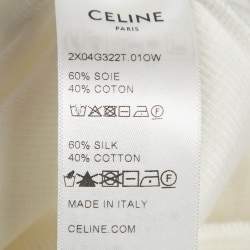 CELINE
PARIS
2X04G322T.01OW
60% SOIE
40% COTON
60% SILK
40% COTTON
MADE IN ITALY
CELINE.COM